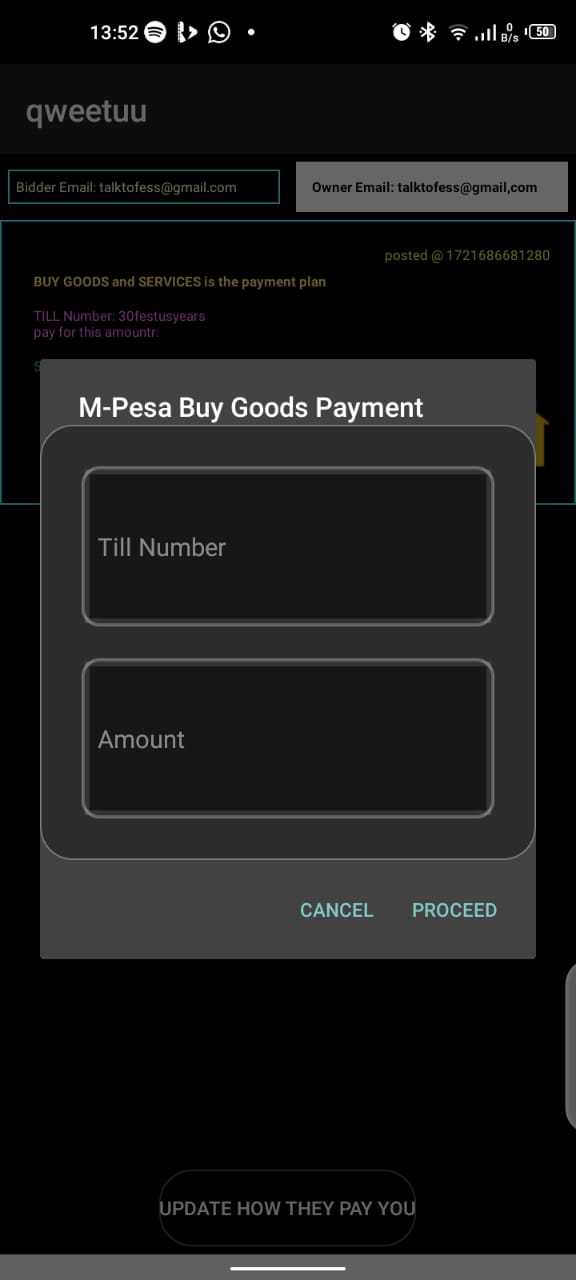 13:52
0
B/s
50
qweetuu
Bidder Email: talktofess@gmail.com
Owner Email: talktofess@gmail,com
posted @ 1721686681280
BUY GOODS and SERVICES is the payment plan
TILL Number: 30festusyears
pay for this amountr:
M-Pesa Buy Goods Payment
Till Number
Amount
CANCEL PROCEED
UPDATE HOW THEY PAY YOU